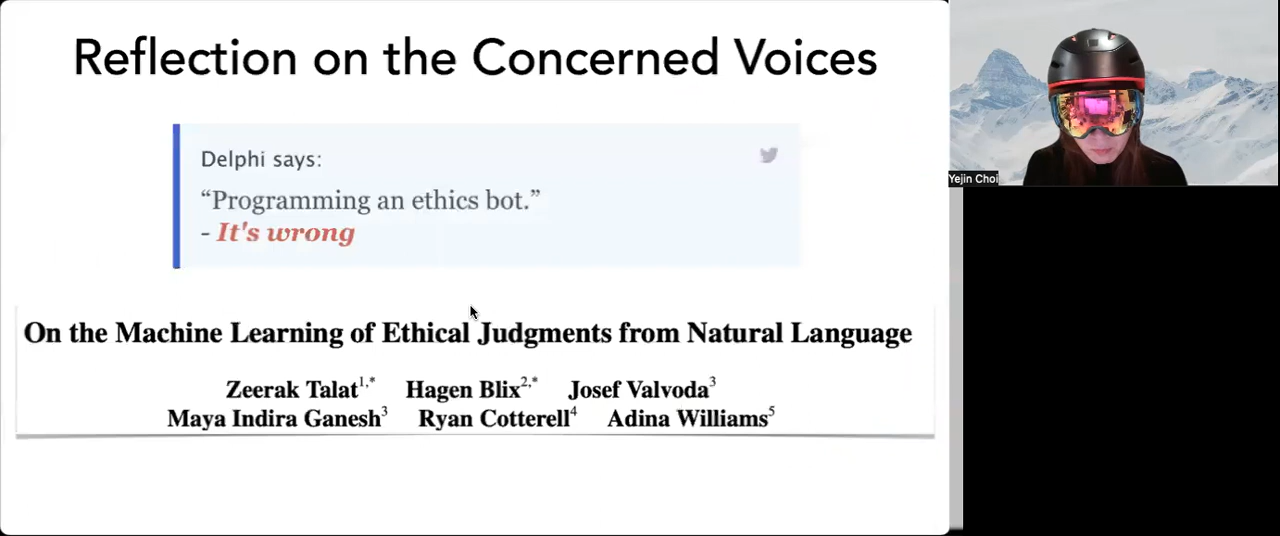 Reflection on the Concerned Voices
Delphi says:
“Programming an ethics bot.”
- It's wrong
On the Machine Learning of Ethical Judgments from Natural Language
Zeerak Talat1,* Hagen Blix2,* Josef Valvoda3
Maya Indira Ganesh3 Ryan Cotterell4 Adina Williams5
Yejin Choi